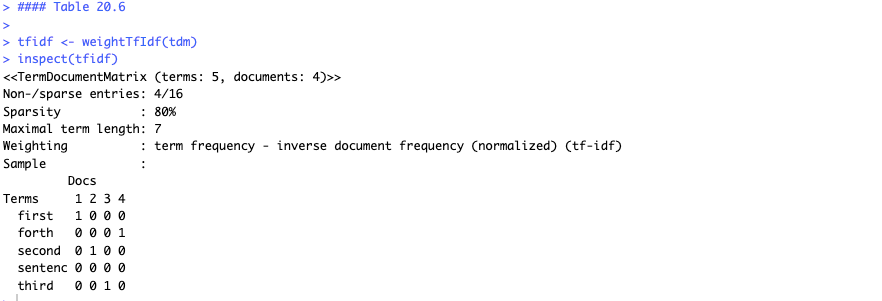 > #### Table 20.6
>
> tfidf <- weightTfIdf(tdm)
> inspect(tfidf)
<<TermDocumentMatrix (terms: 5, documents: 4)>>
Non-/sparse entries: 4/16
Sparsity           : 80%
Maximal term length: 7
Weighting          : term frequency - inverse document frequency (normalized) (tf-idf)
Sample             :
         Docs
Terms     1 2 3 4
  first   1 0 0 0
  forth   0 0 0 1
  second  0 1 0 0
  sentenc 0 0 0 0
  third   0 0 1 0